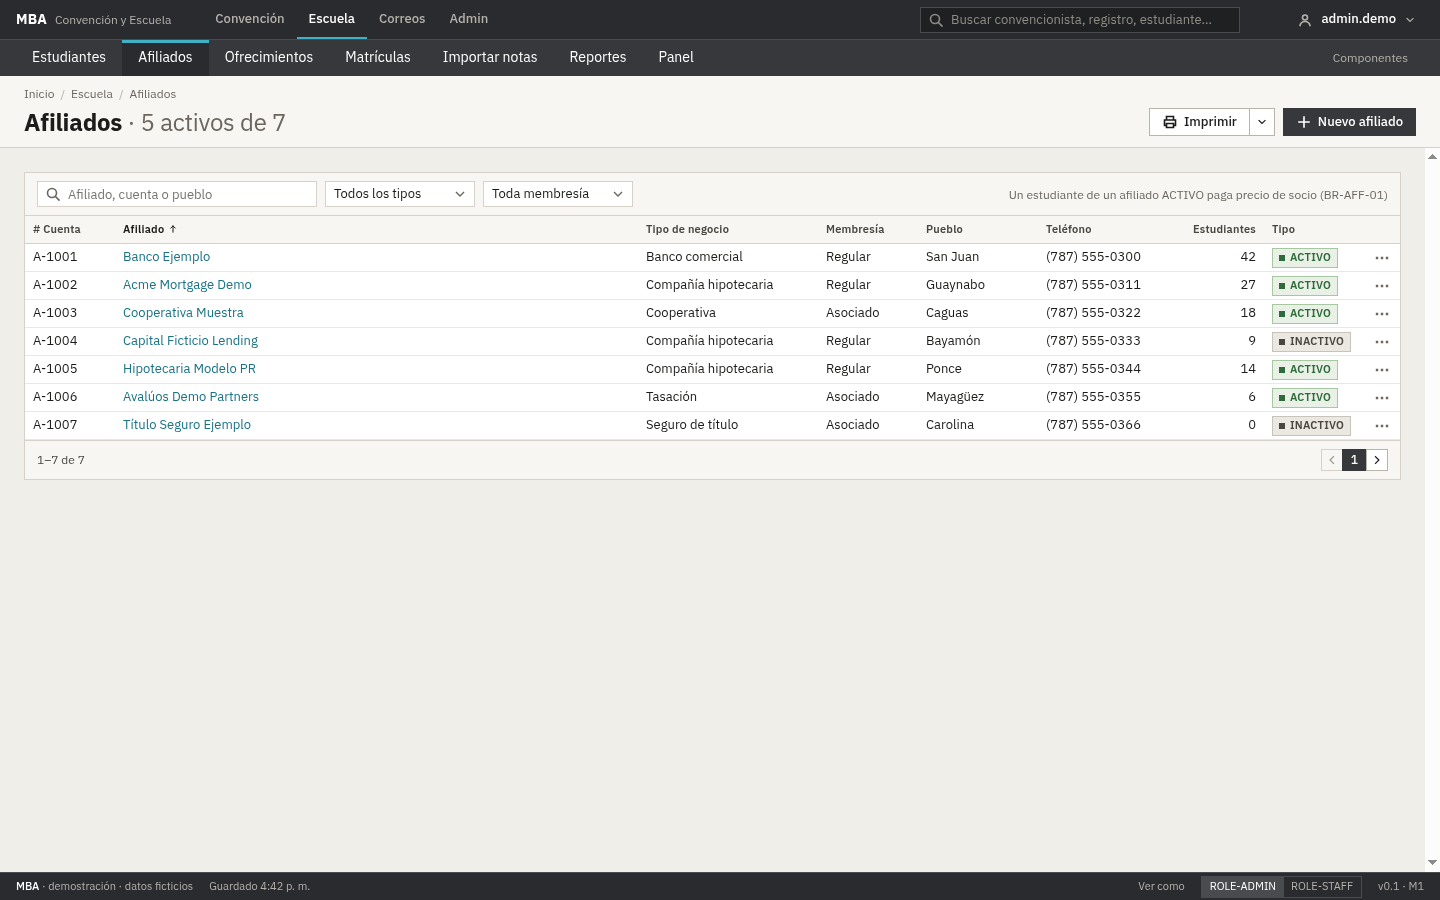 MBA Convención y Escuela Convención Escuela Correos Admin Buscar convencionista, registro, estudiante... admin.demo
Estudiantes Afiliados Ofrecimientos Matrículas Importar notas Reportes Panel Componentes
Inicio / Escuela / Afiliados
Afiliados · 5 activos de 7 Imprimir Nuevo afiliado
Afiliado, cuenta o pueblo Todos los tipos Toda membresía Un estudiante de un afiliado ACTIVO paga precio de socio (BR-AFF-01)
# Cuenta Afiliado ↑ Tipo de negocio Membresía Pueblo Teléfono Estudiantes Tipo
A-1001 Banco Ejemplo Banco comercial Regular San Juan (787) 555-0300 42 ACTIVO
A-1002 Acme Mortgage Demo Compañía hipotecaria Regular Guaynabo (787) 555-0311 27 ACTIVO
A-1003 Cooperativa Muestra Cooperativa Asociado Caguas (787) 555-0322 18 ACTIVO
A-1004 Capital Ficticio Lending Compañía hipotecaria Regular Bayamón (787) 555-0333 9 INACTIVO
A-1005 Hipotecaria Modelo PR Compañía hipotecaria Regular Ponce (787) 555-0344 14 ACTIVO
A-1006 Avalúos Demo Partners Tasación Asociado Mayagüez (787) 555-0355 6 ACTIVO
A-1007 Título Seguro Ejemplo Seguro de título Asociado Carolina (787) 555-0366 0 INACTIVO
1–7 de 7 1
MBA · demostración · datos ficticios Guardado 4:42 p. m. Ver como ROLE-ADMIN ROLE-STAFF v0.1 · M1